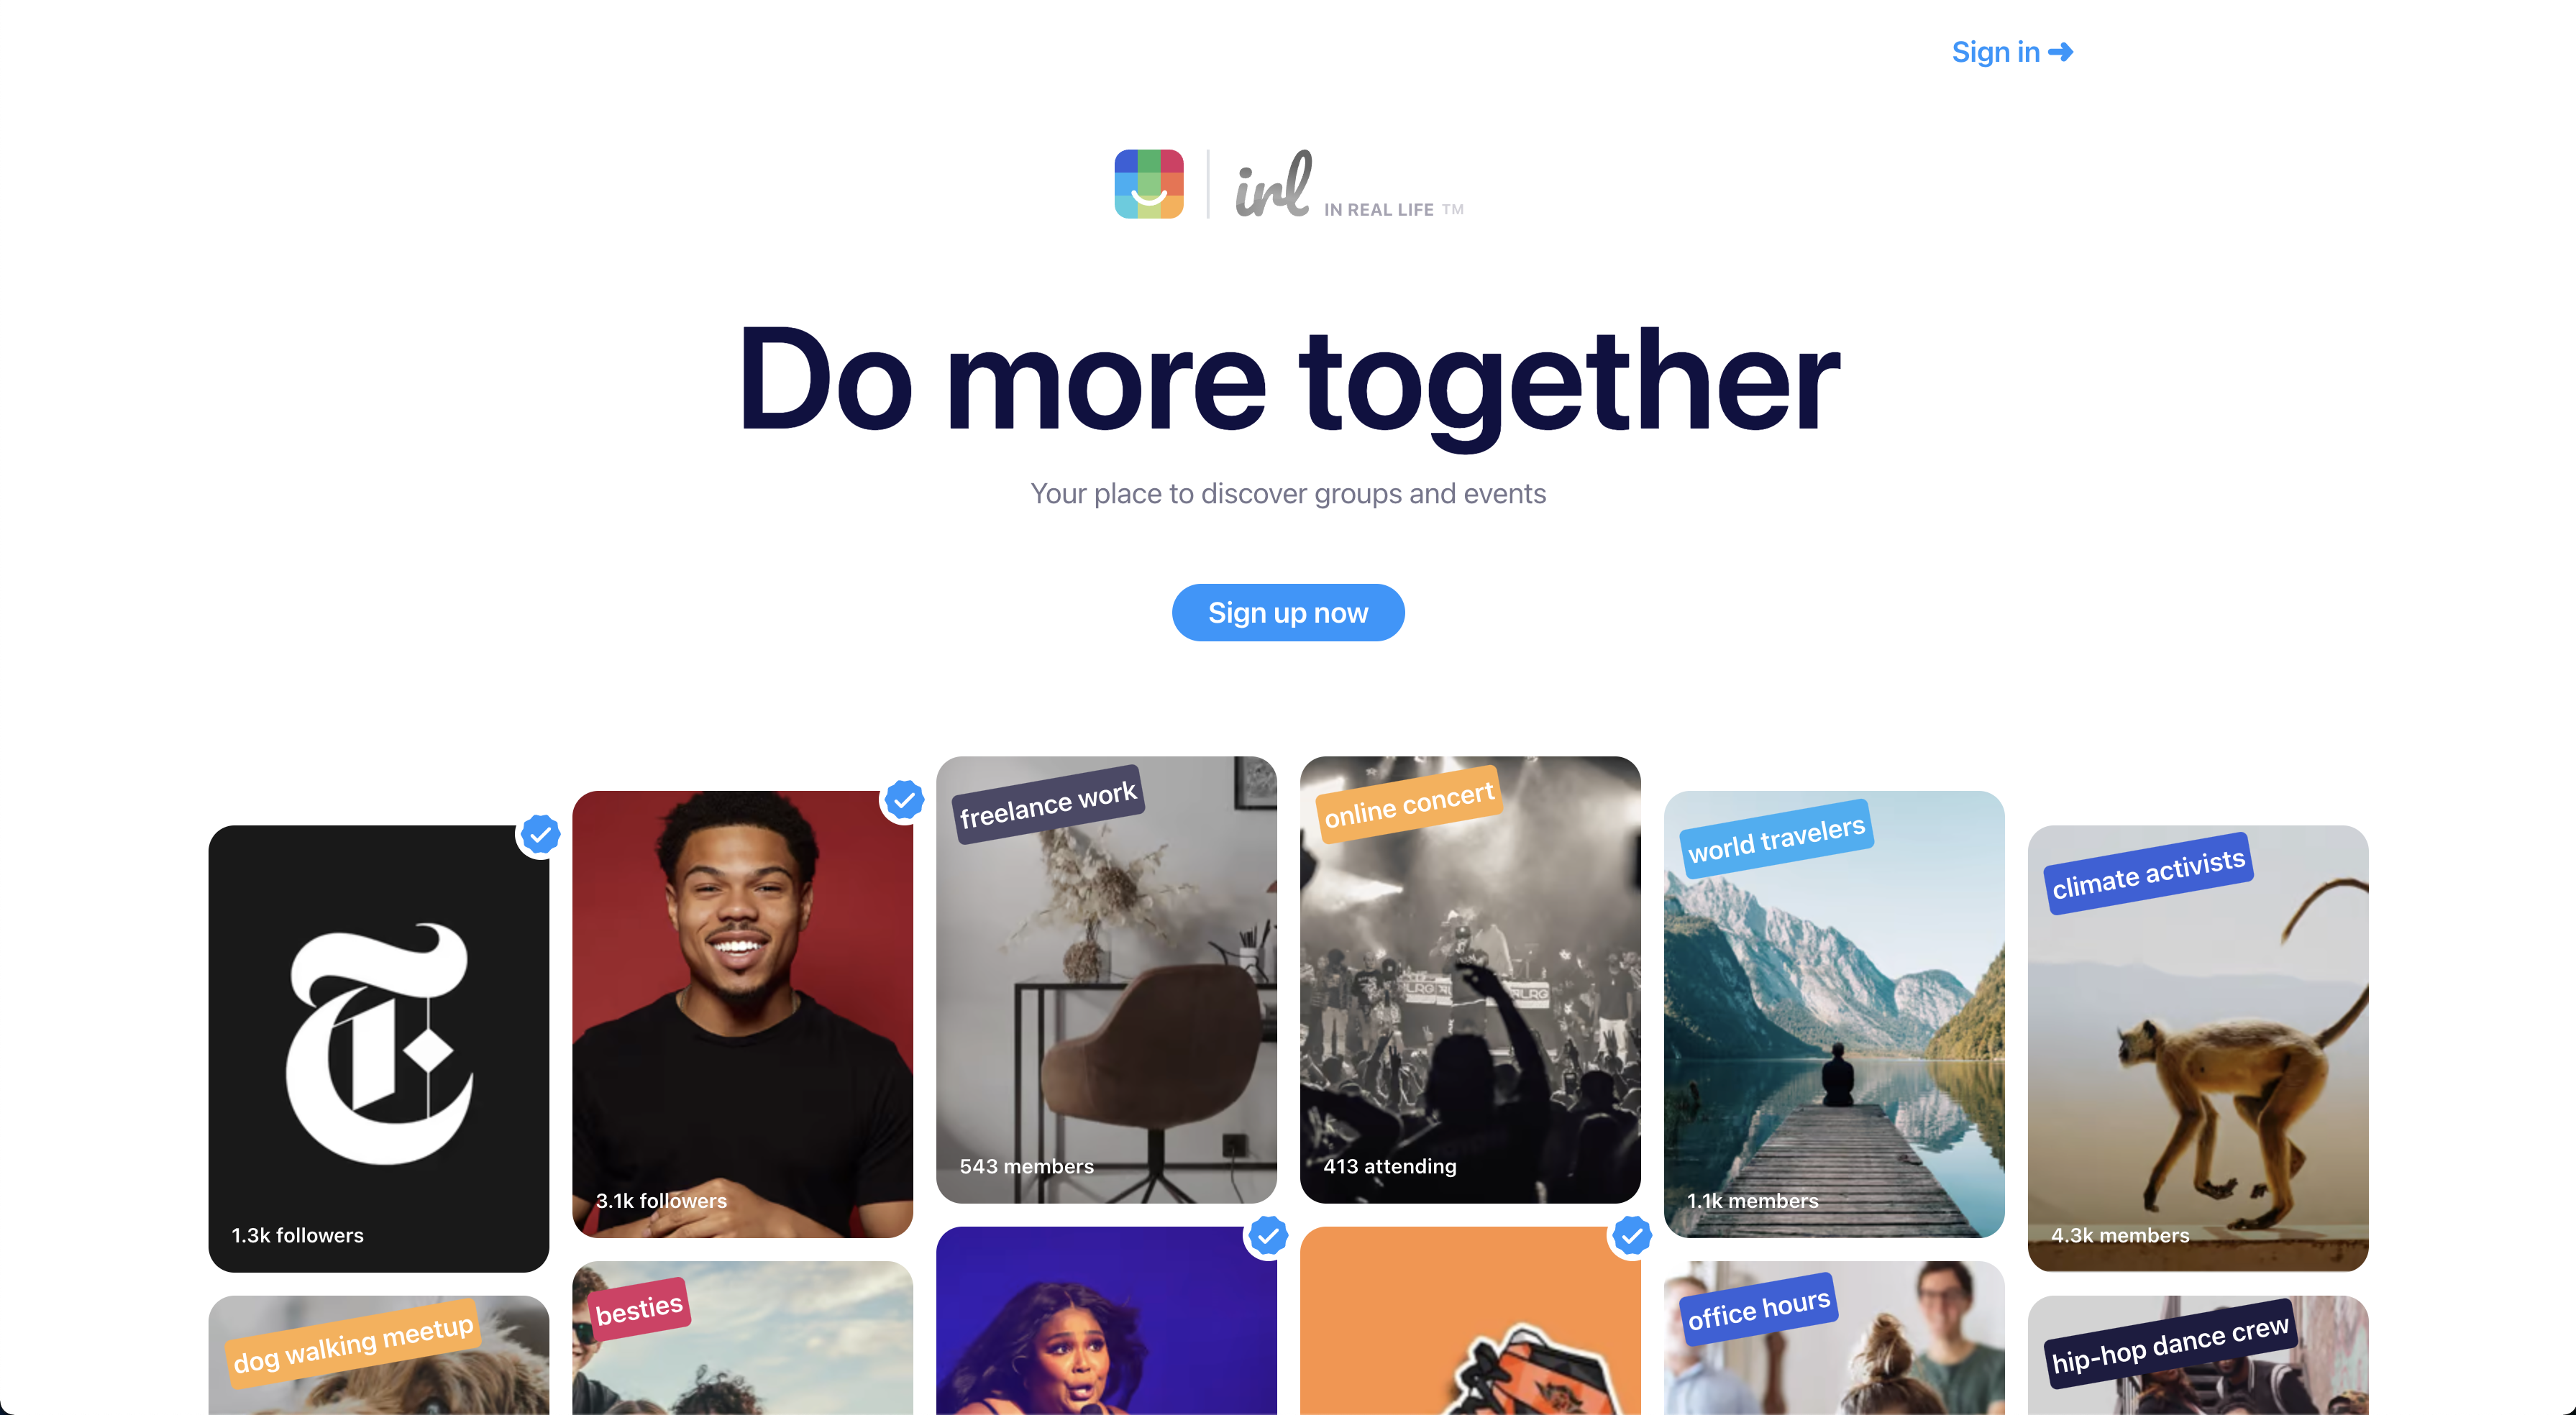 Sign in
irl IN REAL LIFE TM
Do more together
Your place to discover groups and events
Sign up now
1.3k followers
3.1k followers
freelance work
543 members
online concert
413 attending
world travelers
1.1k members
climate activists
4.3k members
dog walking meetup
besties
office hours
hip-hop dance crew